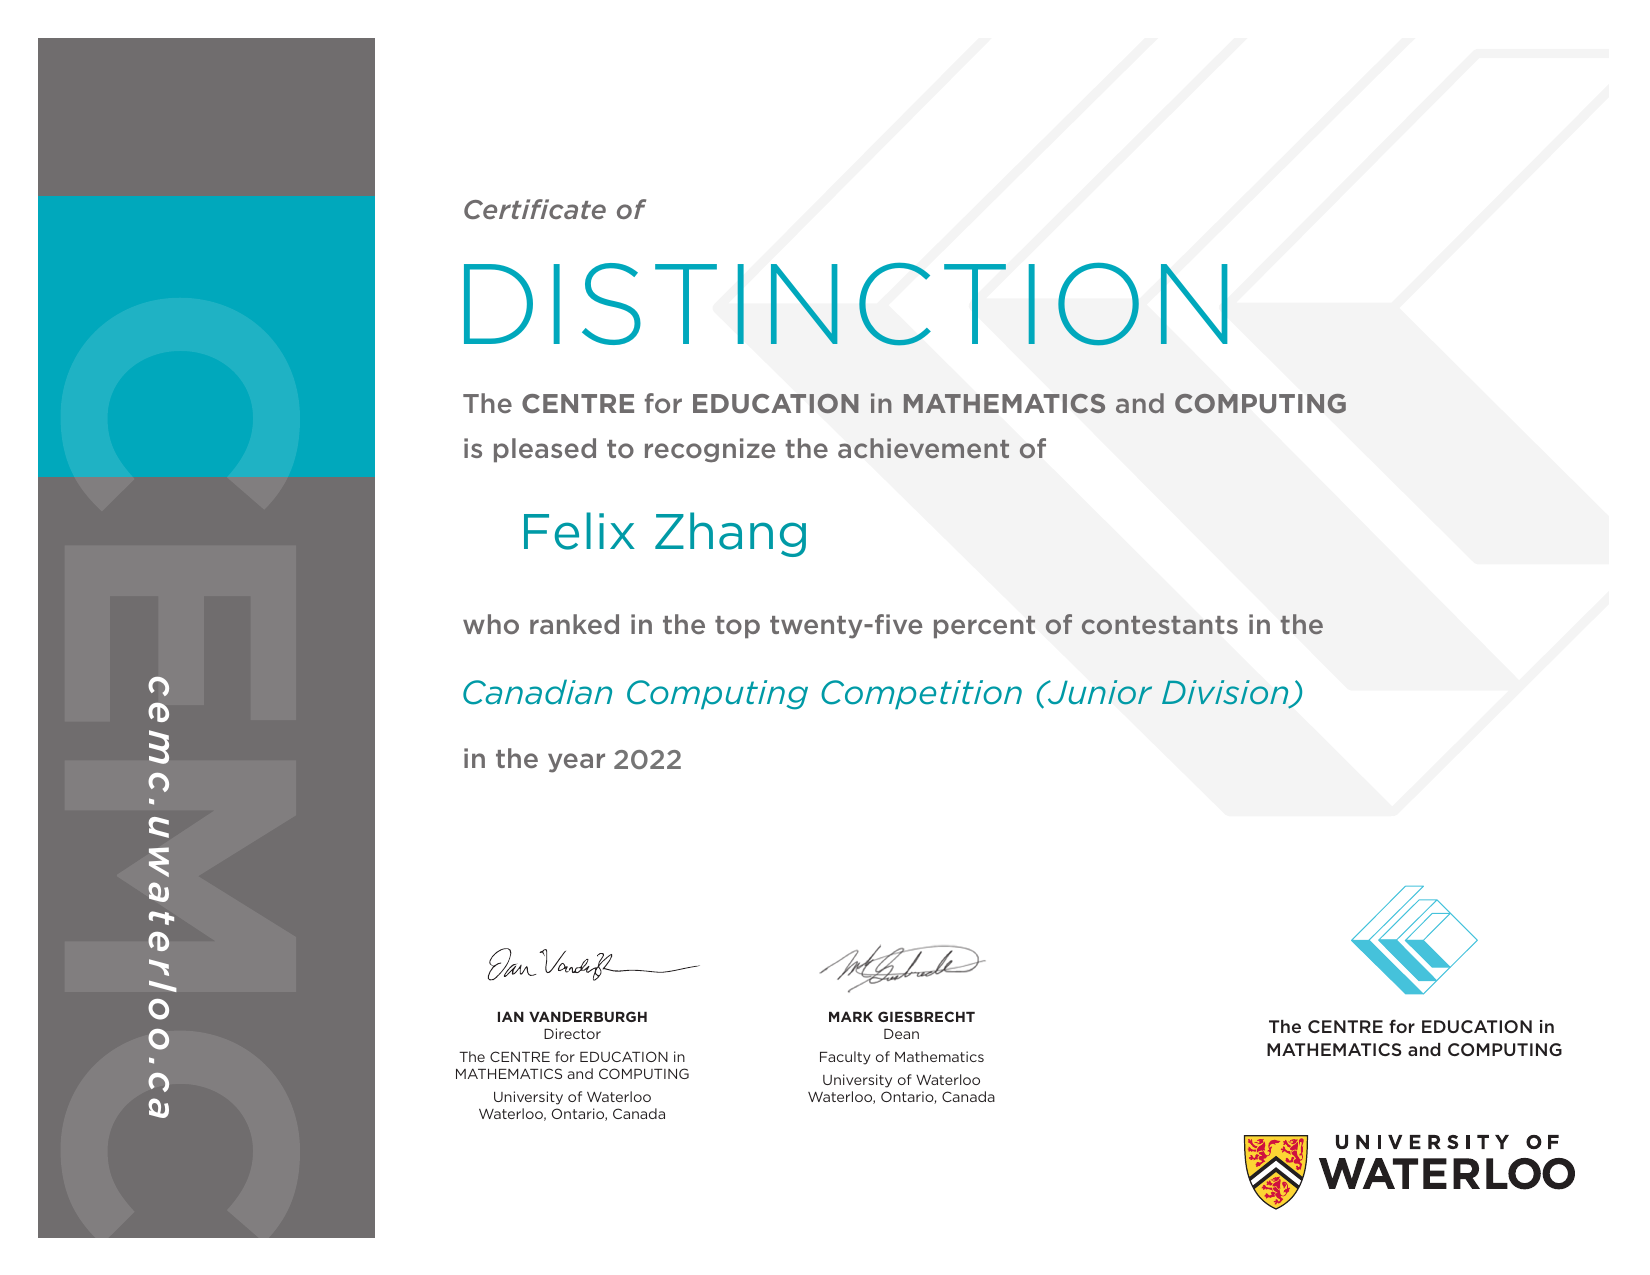 CEMC
cemc.uwaterloo.ca
Certificate of
DISTINCTION
The CENTRE for EDUCATION in MATHEMATICS and COMPUTING
is pleased to recognize the achievement of
Felix Zhang
who ranked in the top twenty-five percent of contestants in the
Canadian Computing Competition (Junior Division)
in the year 2022
IAN VANDERBURGH
Director
The CENTRE for EDUCATION in
MATHEMATICS and COMPUTING
University of Waterloo
Waterloo, Ontario, Canada
MARK GIESBRECHT
Dean
Faculty of Mathematics
University of Waterloo
Waterloo, Ontario, Canada
The CENTRE for EDUCATION in
MATHEMATICS and COMPUTING
UNIVERSITY OF
WATERLOO